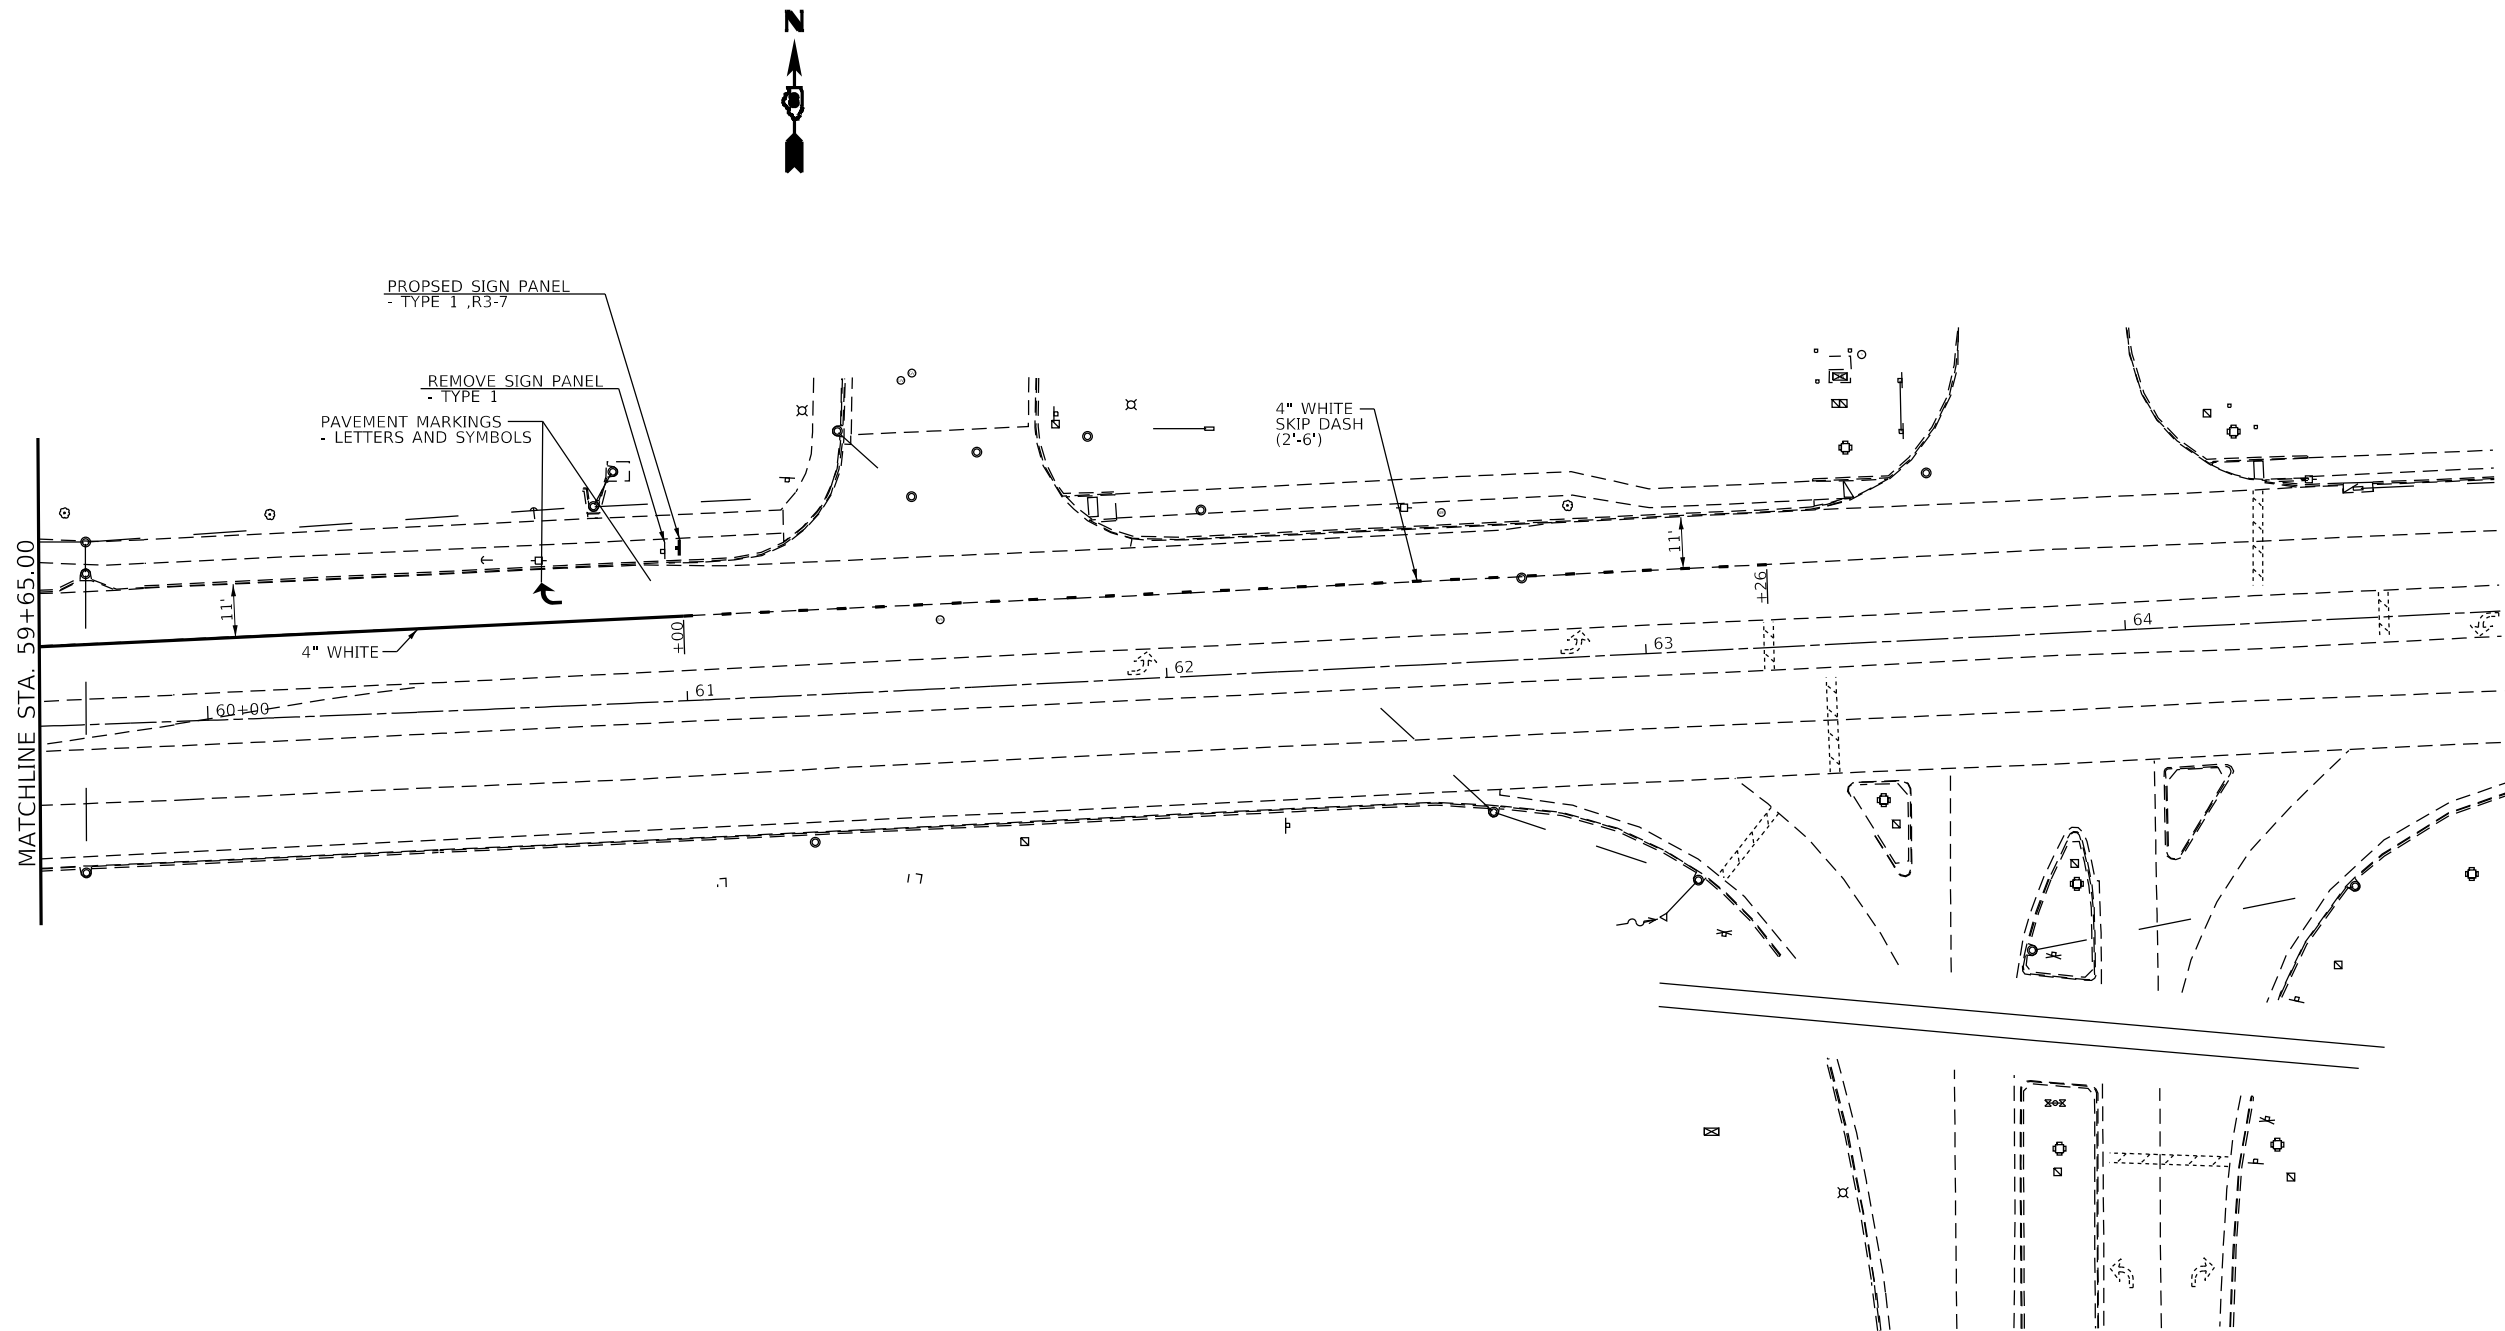 N
PROPSED SIGN PANEL
- TYPE 1 ,R3-7
REMOVE SIGN PANEL
- TYPE 1
PAVEMENT MARKINGS
- LETTERS AND SYMBOLS
4" WHITE
SKIP DASH
(2'-6')
MATCHLINE STA. 59+65.00
11'
11'
+26
+00
4" WHITE
60+00
61
62
63
64